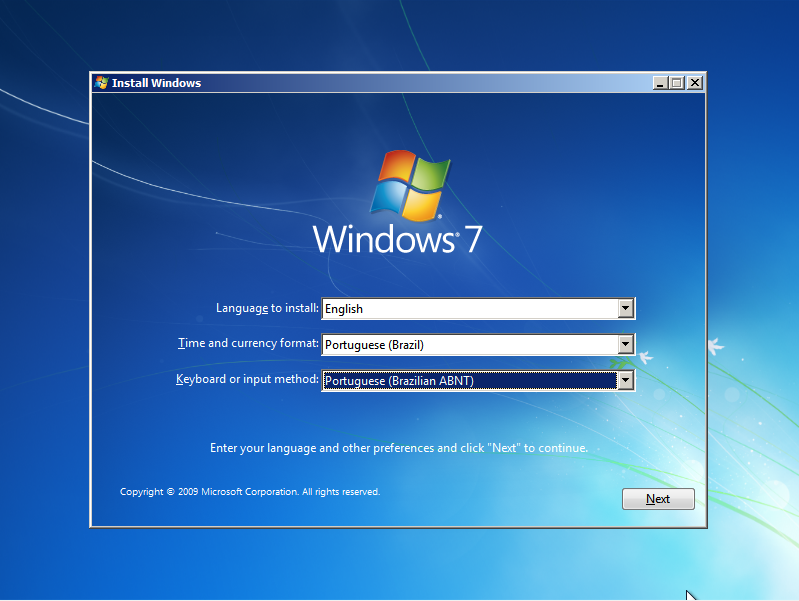 Install Windows
Windows® 7
Language to install: English
Time and currency format: Portuguese (Brazil)
Keyboard or input method: Portuguese (Brazilian ABNT)
Enter your language and other preferences and click "Next" to continue.
Copyright © 2009 Microsoft Corporation. All rights reserved.
Next